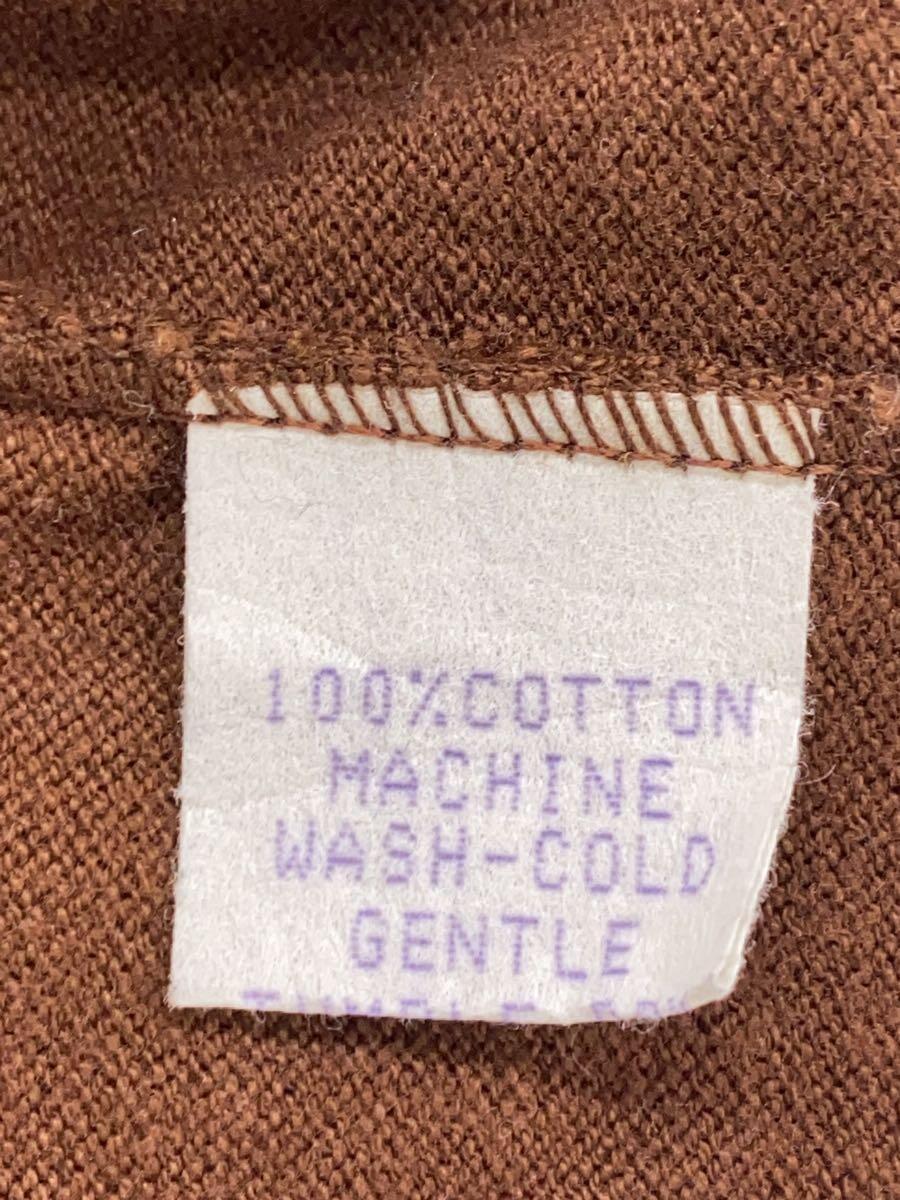 100%COTTON
MACHINE
WASH-COLD
GENTLE